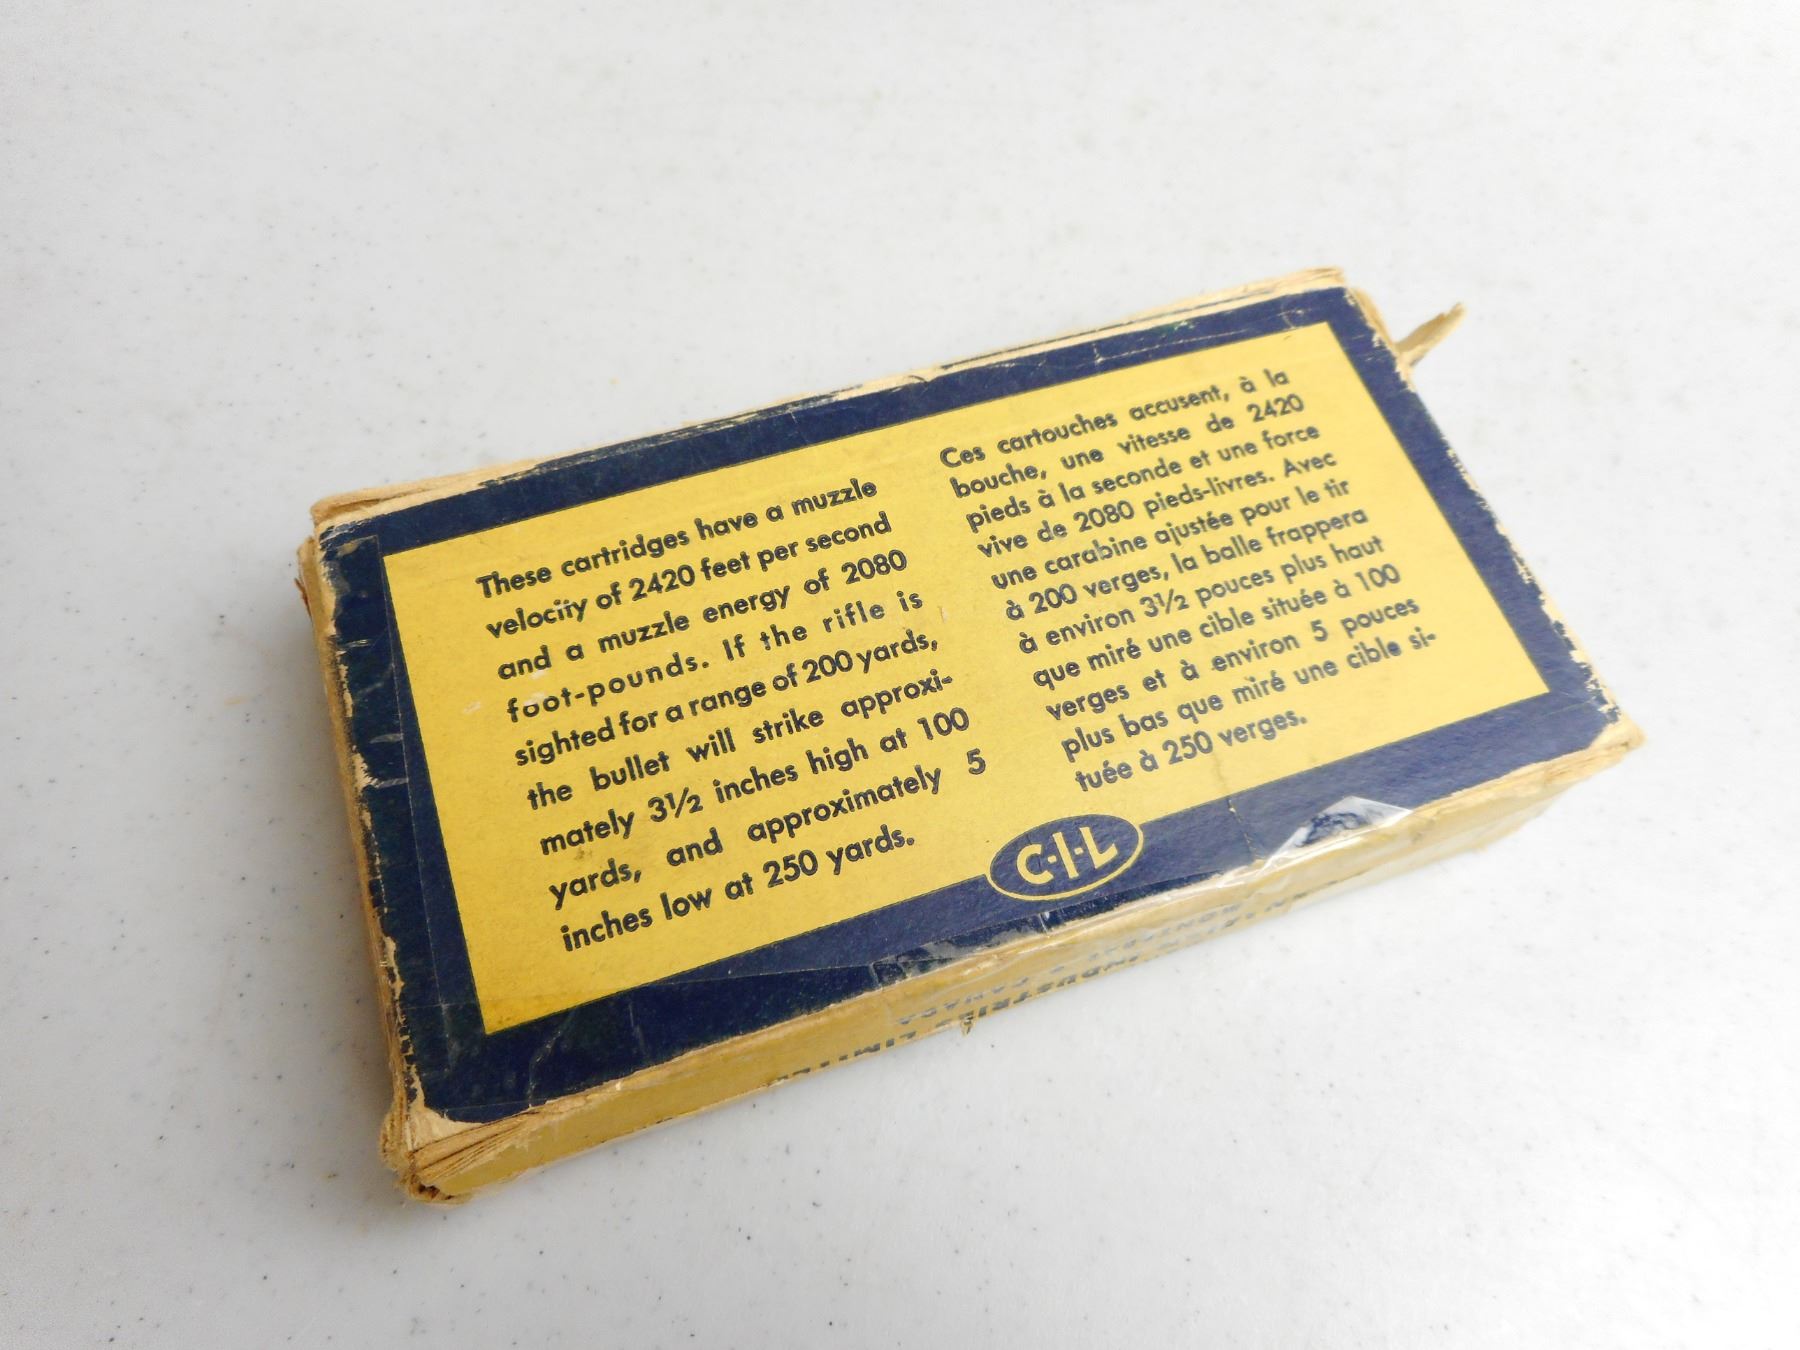 These cartridges have a muzzle
velocity of 2420 feet per second
and a muzzle energy of 2080
foot-pounds. If the rifle is
sighted for a range of 200 yards,
the bullet will strike approxi-
mately 3½ inches high at 100
yards, and approximately 5
inches low at 250 yards.
Ces cartouches accusent, à la
bouche, une vitesse de 2420
pieds à la seconde et une force
vive de 2080 pieds-livres. Avec
une carabine ajustée pour le tir
à 200 verges, la balle frappera
à environ 3½ pouces plus haut
que miré une cible située à 100
verges et à environ 5 pouces
plus bas que miré une cible si-
tuée à 250 verges.
C-I-L
INDUSTRIES LIMITED
MONTREAL CANADA